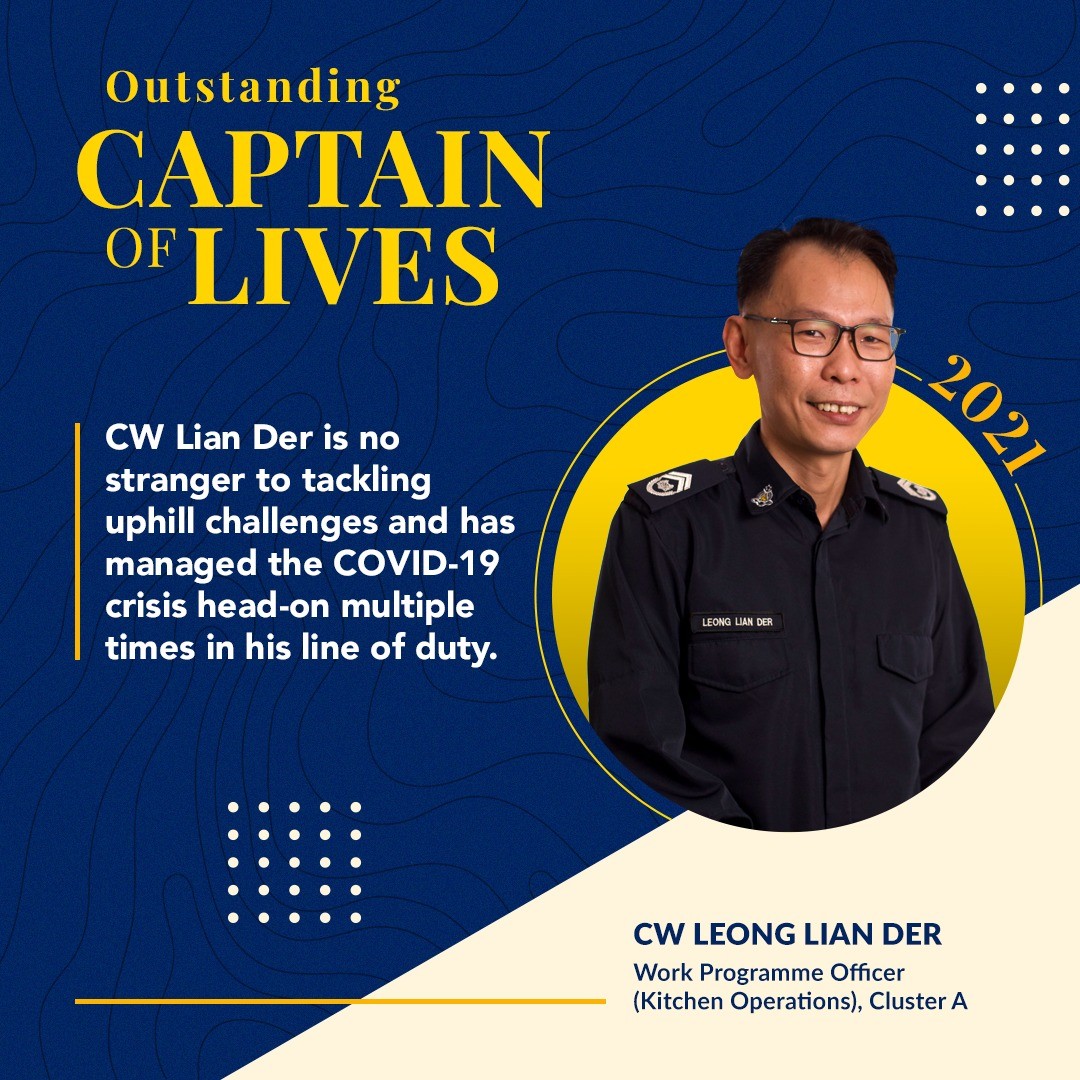 Outstanding
CAPTAIN
OF LIVES
2021
CW Lian Der is no
stranger to tackling
uphill challenges and has
managed the COVID-19
crisis head-on multiple
times in his line of duty.
LEONG LIAN DER
CW LEONG LIAN DER
Work Programme Officer
(Kitchen Operations), Cluster A